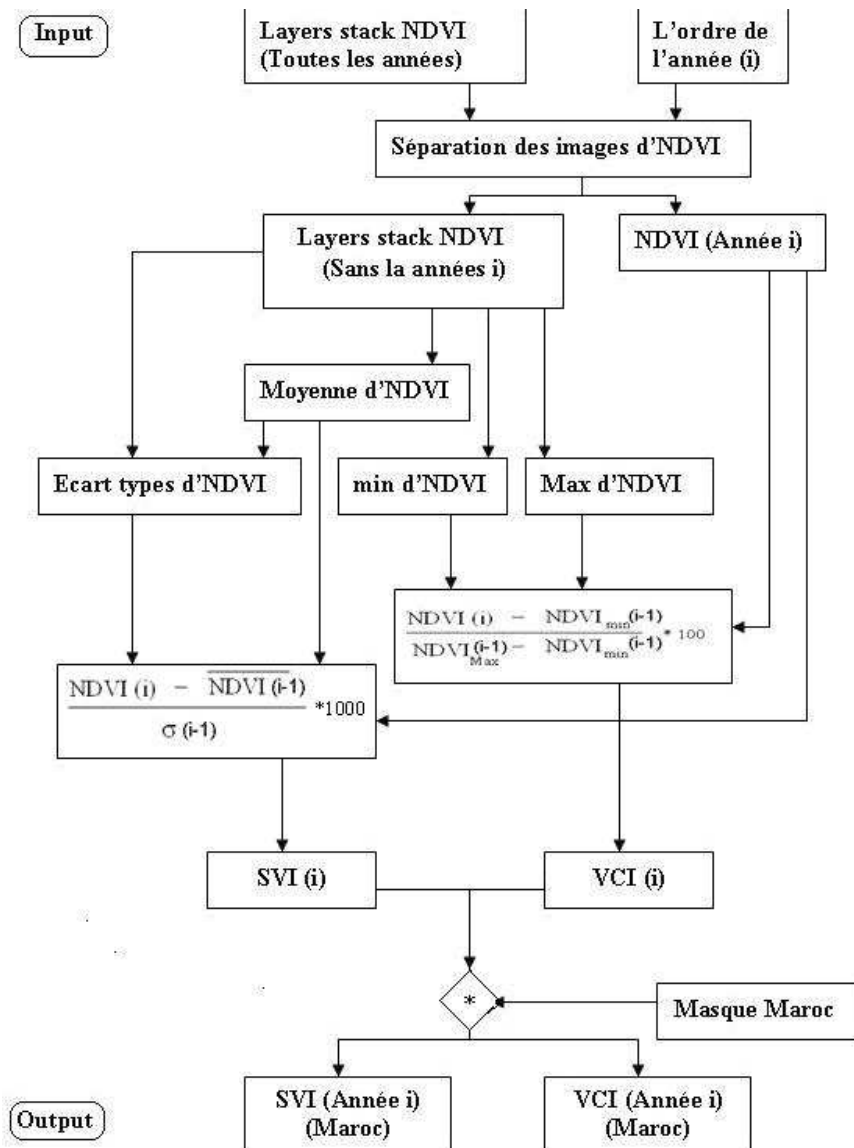 Input
Layers stack NDVI
(Toutes les années)
L'ordre de
l'année (i)
Séparation des images d'NDVI
Layers stack NDVI
(Sans la années i)
NDVI (Année i)
Moyenne d'NDVI
Ecart types d'NDVI
min d'NDVI
Max d'NDVI
NDVI (i) − NDVI min (i-1)
NDVI Max (i-1) − NDVI min (i-1) * 100
NDVI (i) − NDVI (i-1)
σ (i-1)
*1000
SVI (i)
VCI (i)
*
Masque Maroc
SVI (Année i)
(Maroc)
VCI (Année i)
(Maroc)
Output